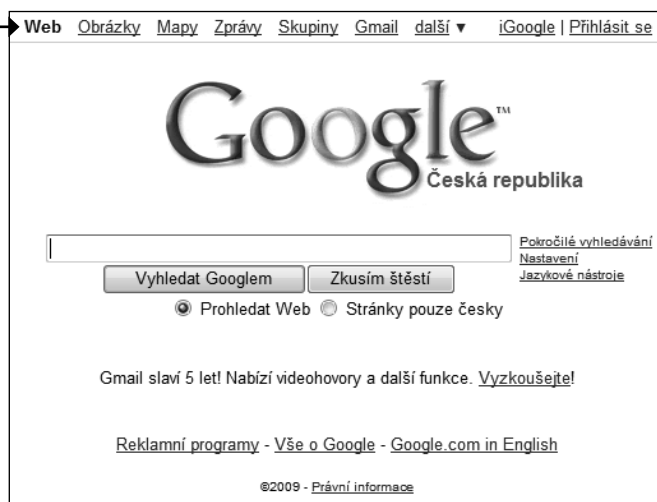 Web Obrázky Mapy Zprávy Skupiny Gmail další ▼ iGoogle | Přihlásit se
Google™
Česká republika
Pokročilé vyhledávání
Nastavení
Jazykové nástroje
Vyhledat Googlem Zkusím štěstí
Prohledat Web Stránky pouze česky
Gmail slaví 5 let! Nabízí videohovory a další funkce. Vyzkoušejte!
Reklamní programy - Vše o Google - Google.com in English
©2009 - Právní informace